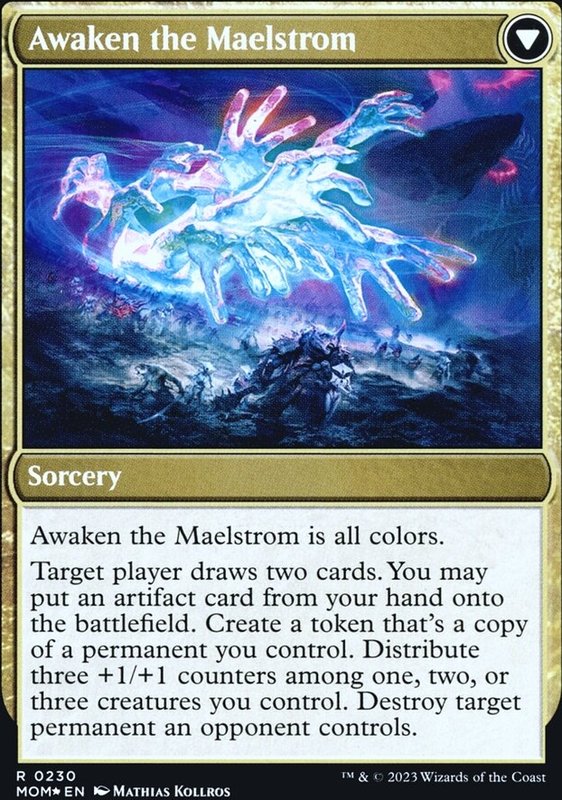 Awaken the Maelstrom
Sorcery
Awaken the Maelstrom is all colors.
Target player draws two cards. You may
put an artifact card from your hand onto
the battlefield. Create a token that's a copy
of a permanent you control. Distribute
three +1/+1 counters among one, two, or
three creatures you control. Destroy target
permanent an opponent controls.
R 0230
™ & © 2023 Wizards of the Coast
MOM★EN Mathias Kollros